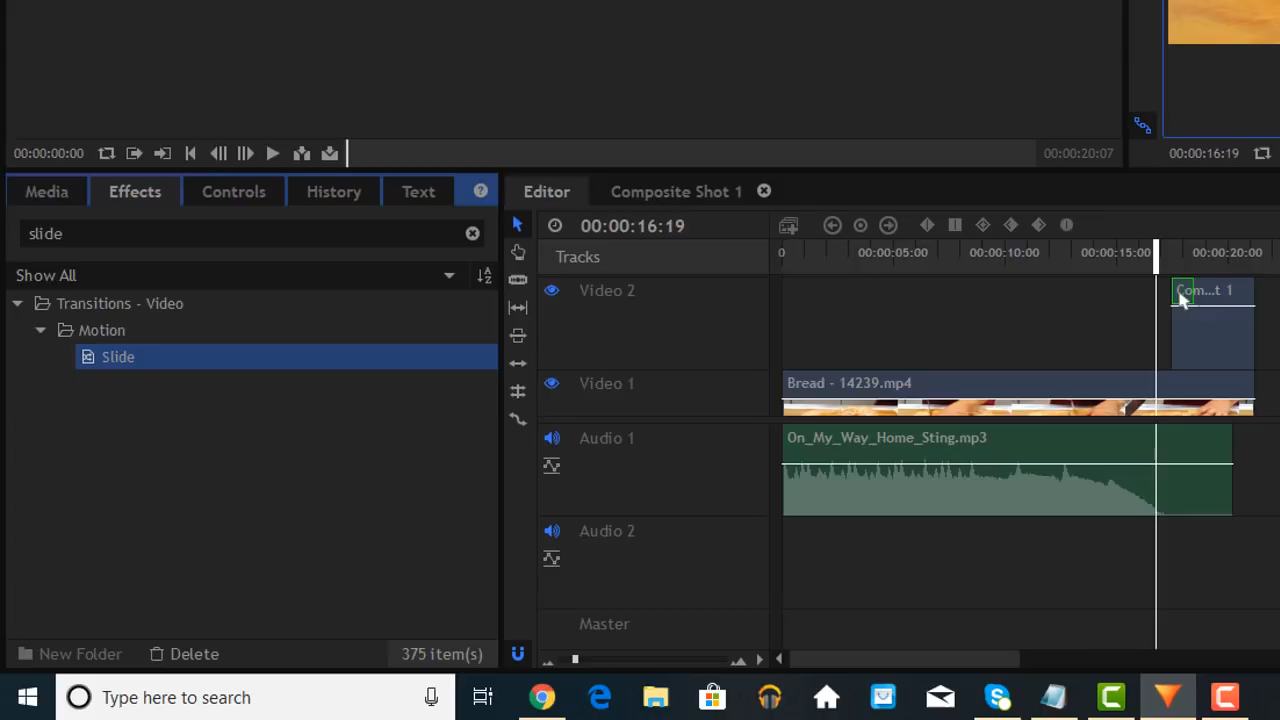 00:00:00:00
00:00:20:07
00:00:16:19
Media
Effects
Controls
History
Text
?
Editor
Composite Shot 1
slide
00:00:16:19
Show All
Tracks
0
00:00:05:00
00:00:10:00
00:00:15:00
00:00:20:00
Transitions - Video
Motion
Slide
Video 2
Com...t 1
Video 1
Bread - 14239.mp4
Audio 1
On_My_Way_Home_Sting.mp3
Audio 2
Master
New Folder
Delete
375 item(s)
Type here to search